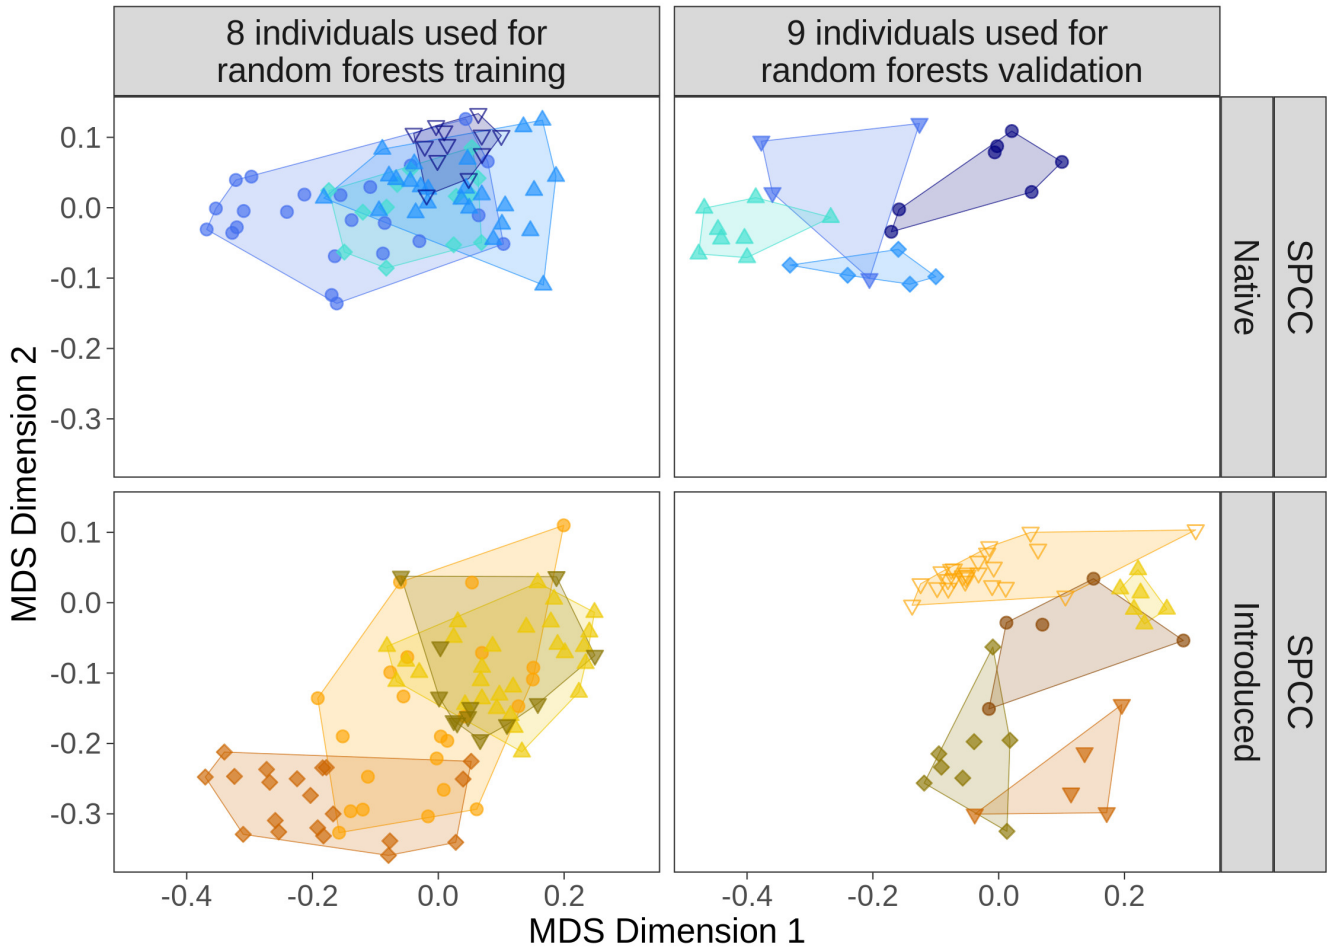 8 individuals used for
random forests training
9 individuals used for
random forests validation
0.1
0.0
-0.1
-0.2
-0.3
Native
SPCC
MDS Dimension 2
0.1
0.0
-0.1
-0.2
-0.3
Introduced
SPCC
-0.4
-0.2
0.0
0.2
-0.4
-0.2
0.0
0.2
MDS Dimension 1